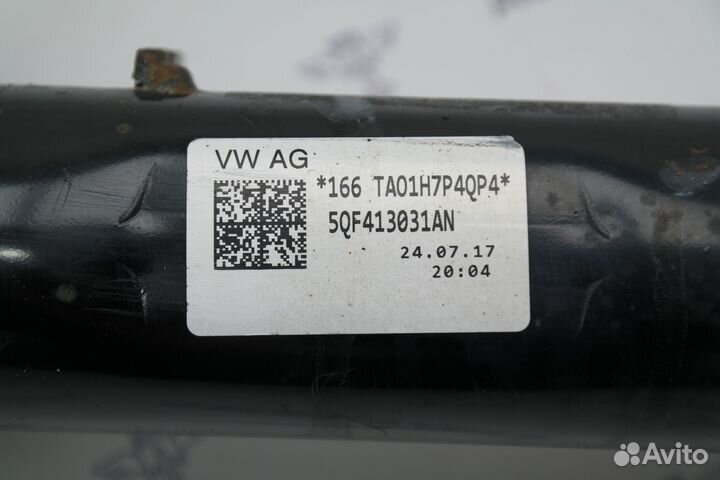 VW AG
*166 TA01H7P4QP4*
5QF413031AN
24.07.17
20:04
Avito